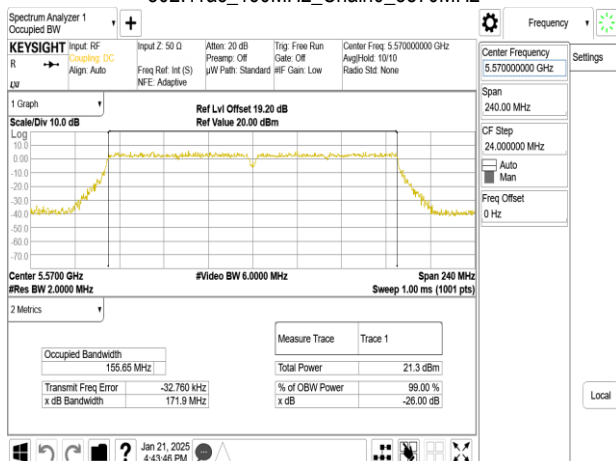 Spectrum Analyzer 1
Occupied BW
Frequency
KEYSIGHT
Input: RF
Coupling: DC
Align: Auto
Input Z: 50 Ω
Freq Ref: Int (S)
NFE: Adaptive
Atten: 20 dB
Preamp: Off
µW Path: Standard
Trig: Free Run
Gate: Off
#IF Gain: Low
Center Freq: 5.570000000 GHz
Avg|Hold: 10/10
Radio Std: None
R
LXI
1 Graph
Scale/Div 10.0 dB
Ref Lvl Offset 19.20 dB
Ref Value 20.00 dBm
Log
10.0
0.00
-10.0
-20.0
-30.0
-40.0
-50.0
-60.0
-70.0
Center 5.5700 GHz
#Res BW 2.0000 MHz
#Video BW 6.0000 MHz
Span 240 MHz
Sweep 1.00 ms (1001 pts)
2 Metrics
Occupied Bandwidth
155.65 MHz
Transmit Freq Error -32.760 kHz
x dB Bandwidth 171.9 MHz
Measure Trace Trace 1
Total Power 21.3 dBm
% of OBW Power 99.00 %
x dB -26.00 dB
Center Frequency
5.570000000 GHz
Span
240.00 MHz
CF Step
24.000000 MHz
Auto
Man
Freq Offset
0 Hz
Settings
Local
?
Jan 21, 2025
4:43:46 PM